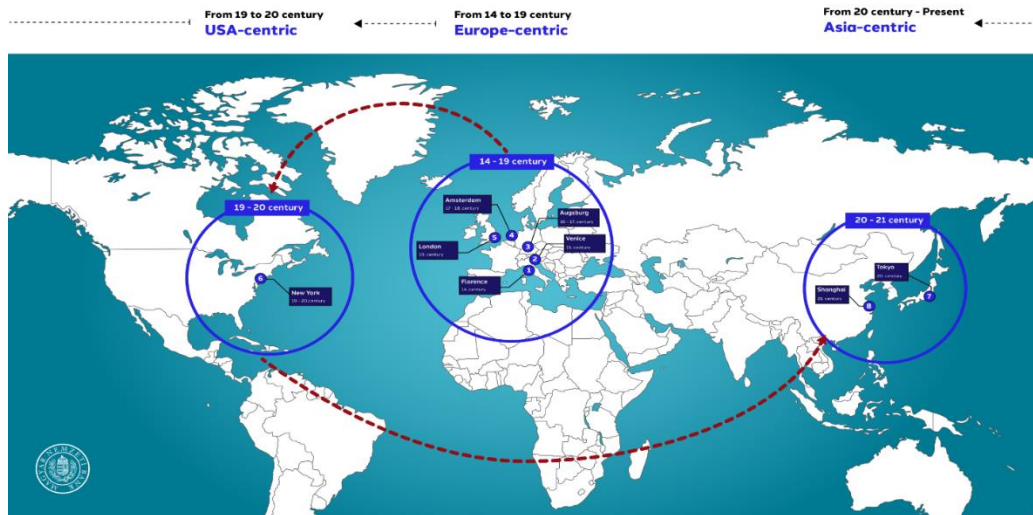 From 19 to 20 century
USA-centric
From 14 to 19 century
Europe-centric
From 20 century - Present
Asia-centric
14 - 19 century
19 - 20 century
20 - 21 century
Amsterdam
17 - 18. century
Augsburg
16 - 17. century
London
19. century
Venice
15. century
Florence
14. century
New York
19 - 20. century
Tokyo
20. century
Shanghai
21. century
1
2
3
4
5
6
7
8
MAGYAR NEMZETI BANK